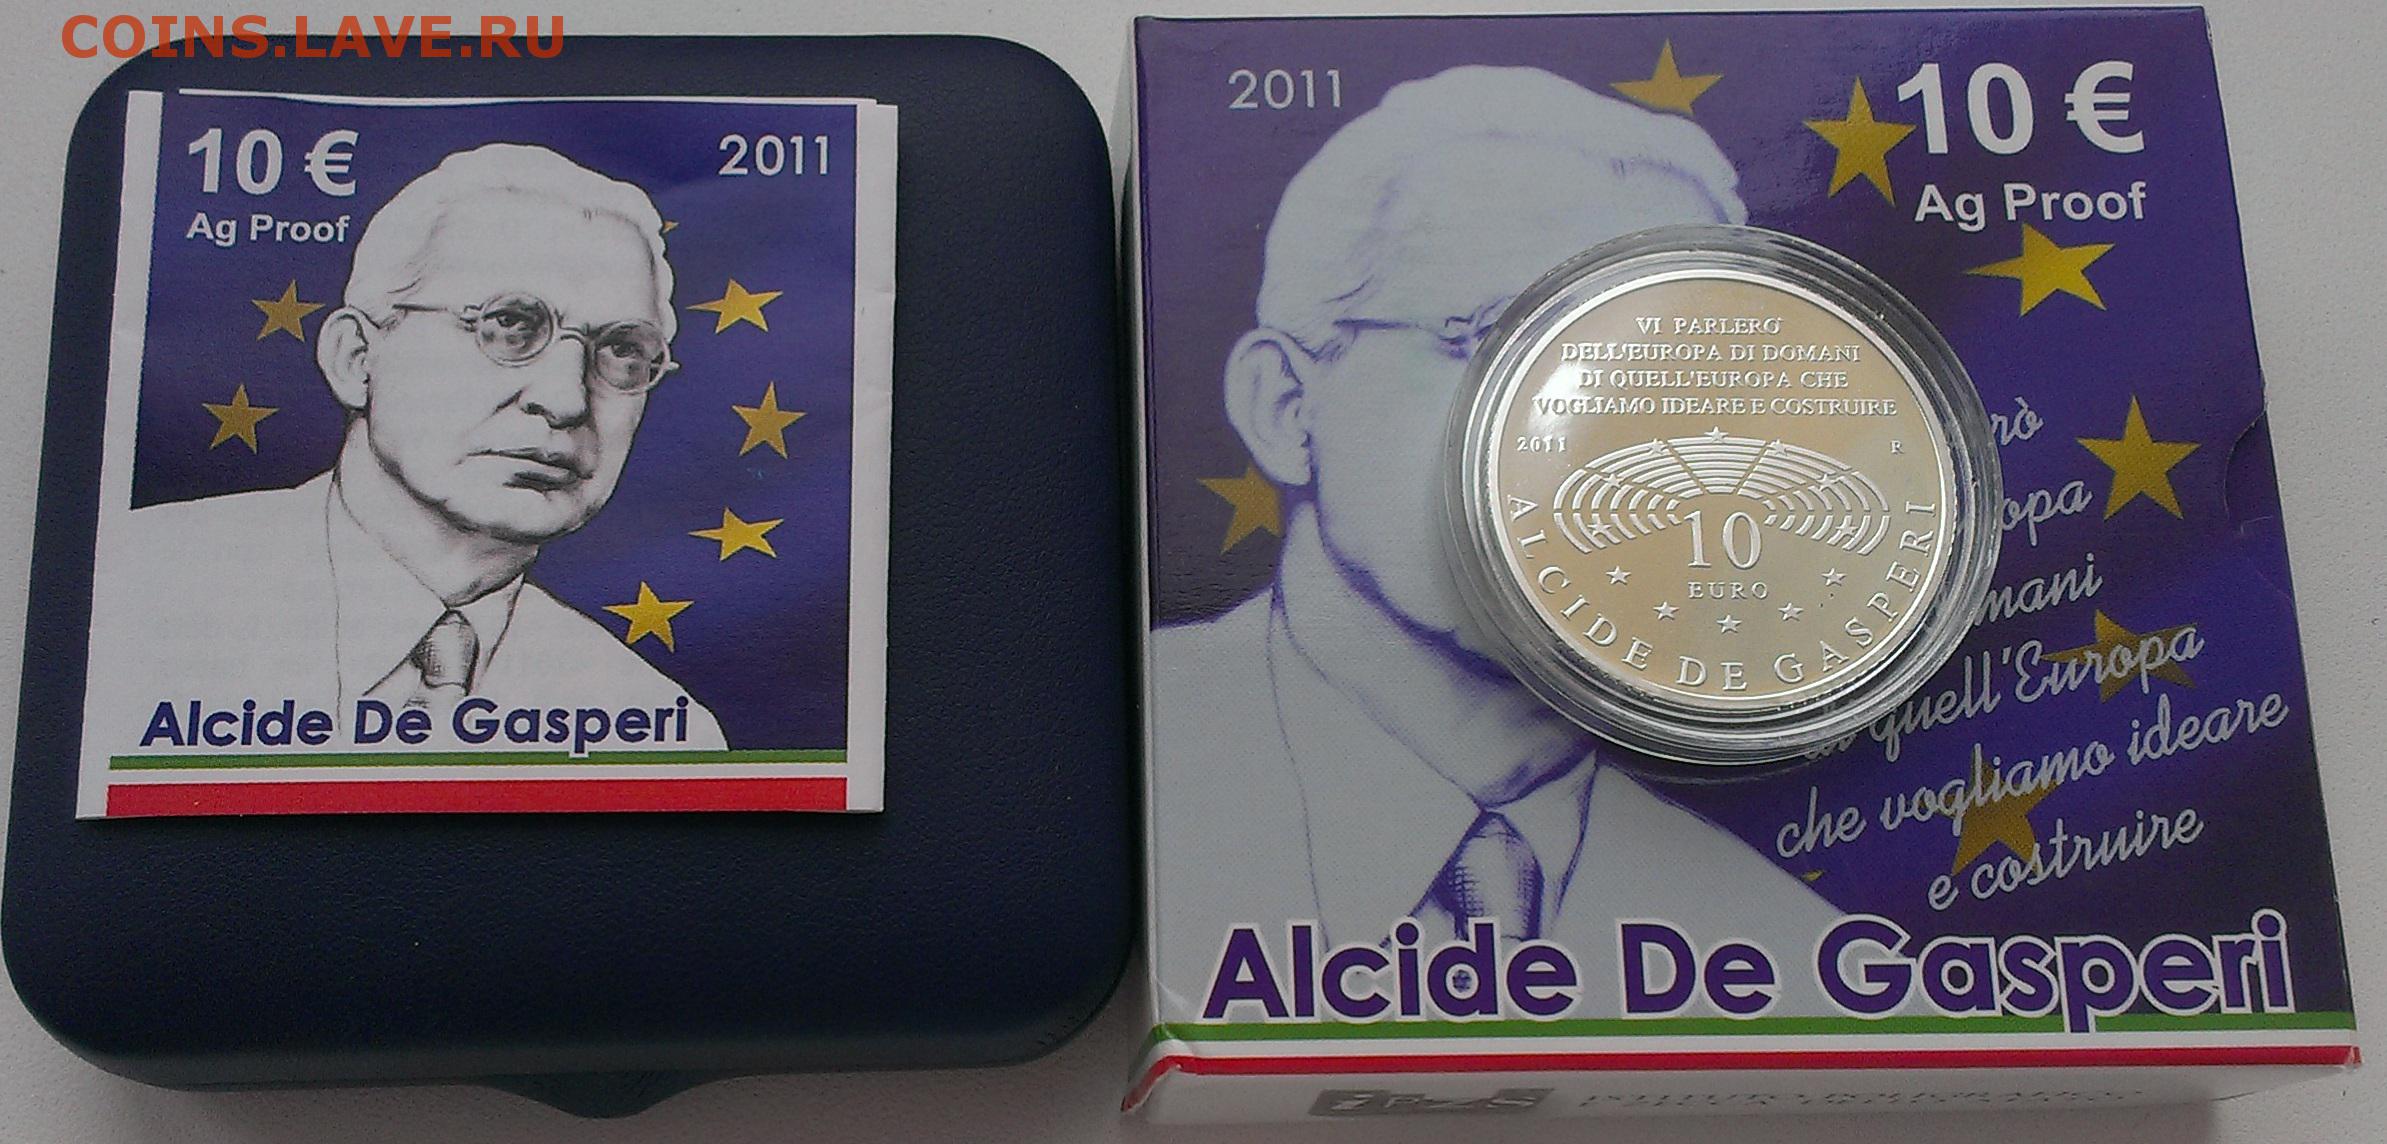 COINS.LAVE.RU
10 €
2011
Ag Proof
Alcide De Gasperi
2011
10 €
Ag Proof
VI PARLERO'
DELL'EUROPA DI DOMANI
DI QUELL'EUROPA CHE
VOGLIAMO IDEARE E COSTRUIRE
2011
R
10
EURO
ALCIDE DE GASPERI
rò
opa
mani
di quell'Europa
che vogliamo ideare
e costruire
Alcide De Gasperi